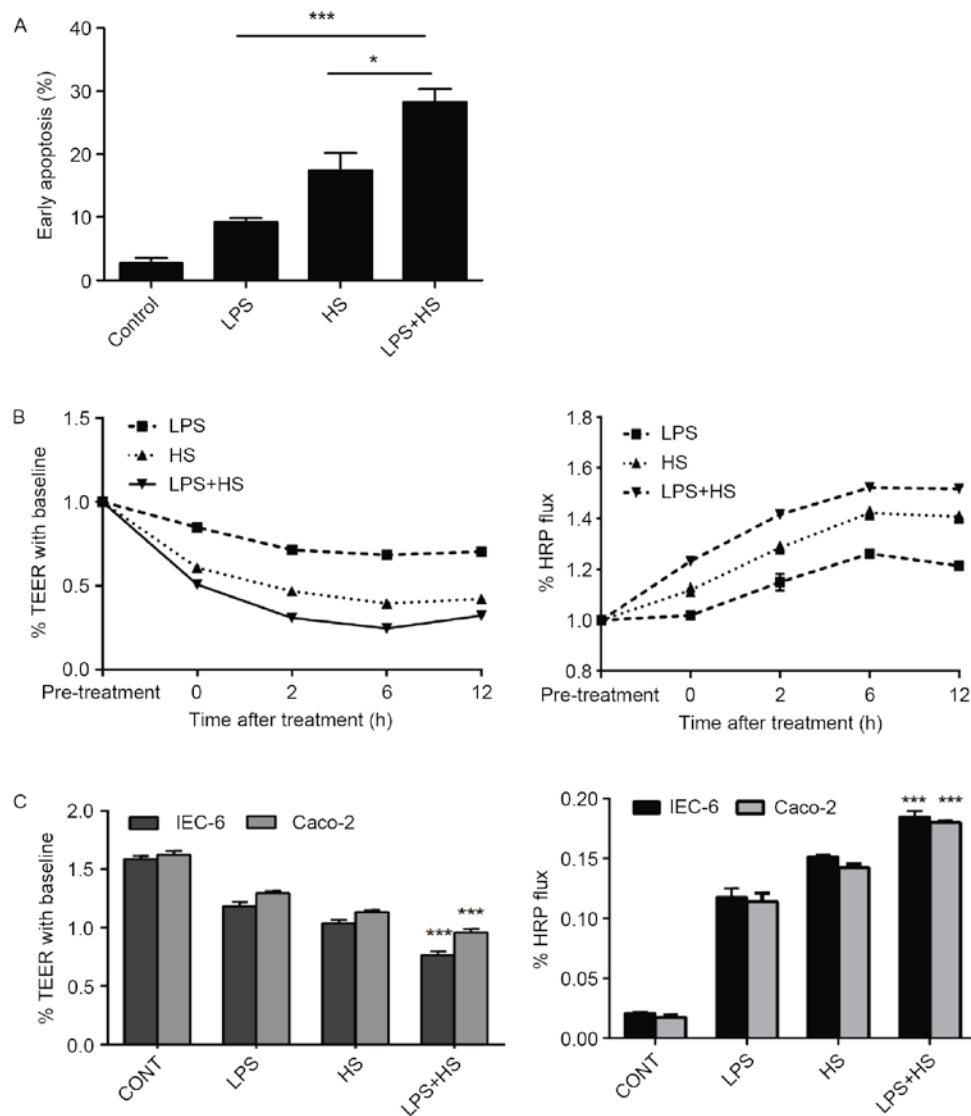 A
Early apoptosis (%)
40
30
20
10
0
***
*
Control
LPS
HS
LPS+HS
B
% TEER with baseline
1.5
1.0
0.5
0.0
LPS
HS
LPS+HS
Pre-treatment
0
2
6
12
Time after treatment (h)
% HRP flux
1.8
1.6
1.4
1.2
1.0
0.8
LPS
HS
LPS+HS
Pre-treatment
0
2
6
12
Time after treatment (h)
C
% TEER with baseline
2.0
1.5
1.0
0.5
0.0
IEC-6
Caco-2
***
***
CONT
LPS
HS
LPS+HS
% HRP flux
0.20
0.15
0.10
0.05
0.00
IEC-6
Caco-2
***
***
CONT
LPS
HS
LPS+HS